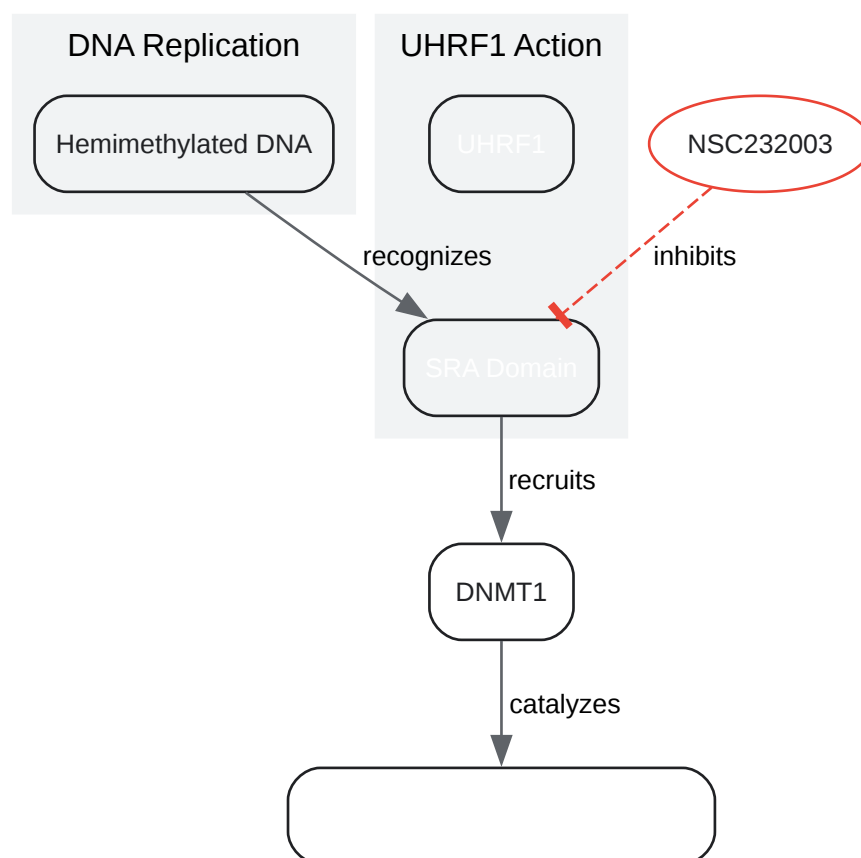 DNA Replication
UHRF1 Action
Hemimethylated DNA
UHRF1
NSC232003
recognizes
inhibits
SRA Domain
recruits
DNMT1
catalyzes